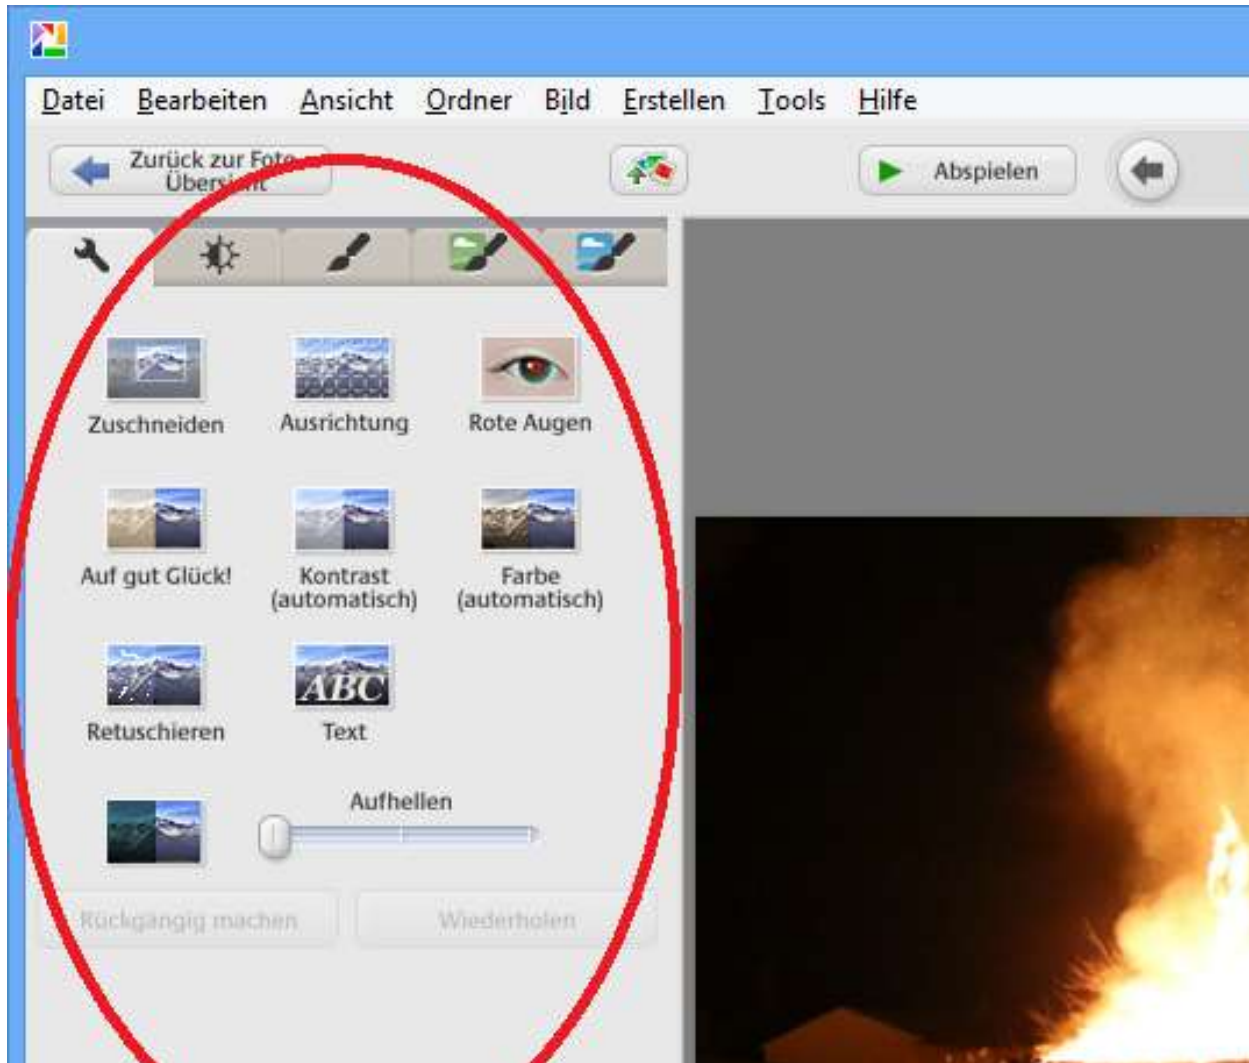 Datei Bearbeiten Ansicht Ordner Bild Erstellen Tools Hilfe
Zurück zur Foto-
Übersicht
Abspielen
Zuschneiden Ausrichtung Rote Augen
Auf gut Glück! Kontrast Farbe
(automatisch) (automatisch)
ABC
Retuschieren Text
Aufhellen
Rückgängig machen Wiederholen